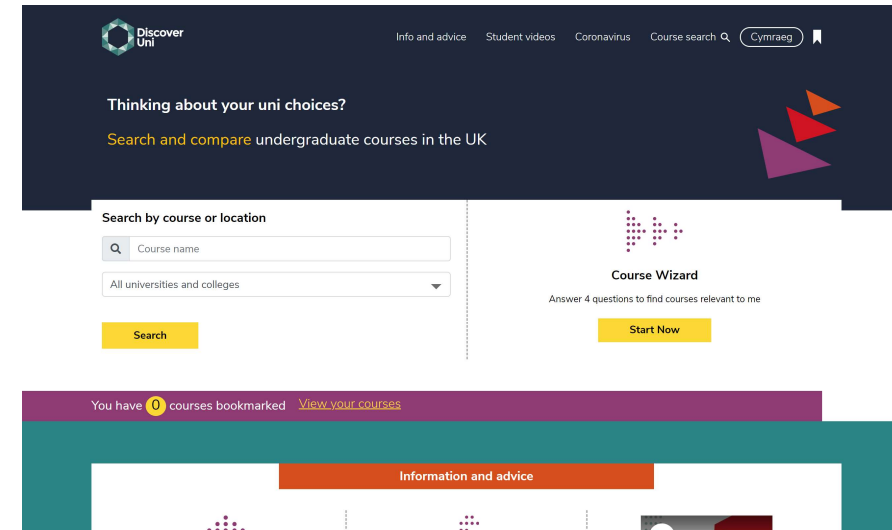 Discover
Uni
Info and advice
Student videos
Coronavirus
Course search
Cymraeg
Thinking about your uni choices?
Search and compare undergraduate courses in the UK
Search by course or location
Course name
All universities and colleges
Search
Course Wizard
Answer 4 questions to find courses relevant to me
Start Now
You have 0 courses bookmarked View your courses
Information and advice